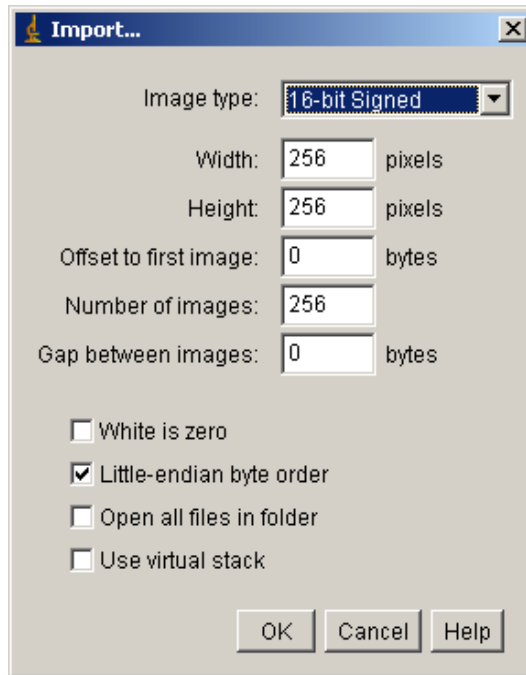 Import...
Image type: 16-bit Signed
Width: 256 pixels
Height: 256 pixels
Offset to first image: 0 bytes
Number of images: 256
Gap between images: 0 bytes
White is zero
Little-endian byte order
Open all files in folder
Use virtual stack
OK Cancel Help